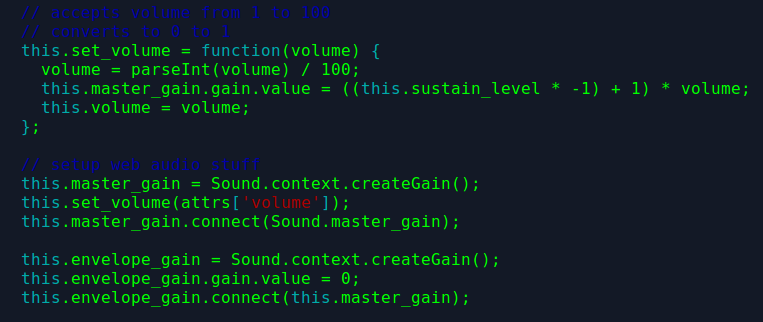 // accepts volume from 1 to 100
// converts to 0 to 1
this.set_volume = function(volume) {
  volume = parseInt(volume) / 100;
  this.master_gain.gain.value = ((this.sustain_level * -1) + 1) * volume;
  this.volume = volume;
};

// setup web audio stuff
this.master_gain = Sound.context.createGain();
this.set_volume(attrs['volume']);
this.master_gain.connect(Sound.master_gain);

this.envelope_gain = Sound.context.createGain();
this.envelope_gain.gain.value = 0;
this.envelope_gain.connect(this.master_gain);